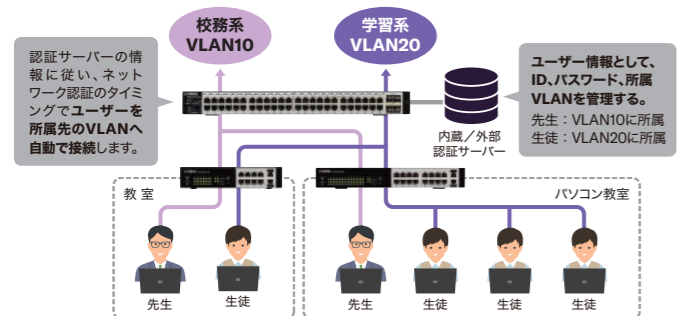 校務系
VLAN10
学習系
VLAN20
認証サーバーの情
報に従い、ネット
ワーク認証のタイミ
ングでユーザーを
所属先のVLANへ
自動で接続します。
ユーザー情報として、
ID、パスワード、所属
VLANを管理する。
先生：VLAN10に所属
生徒：VLAN20に所属
内蔵／外部
認証サーバー
教 室
パソコン教室
先生
生徒
先生
生徒
生徒
生徒